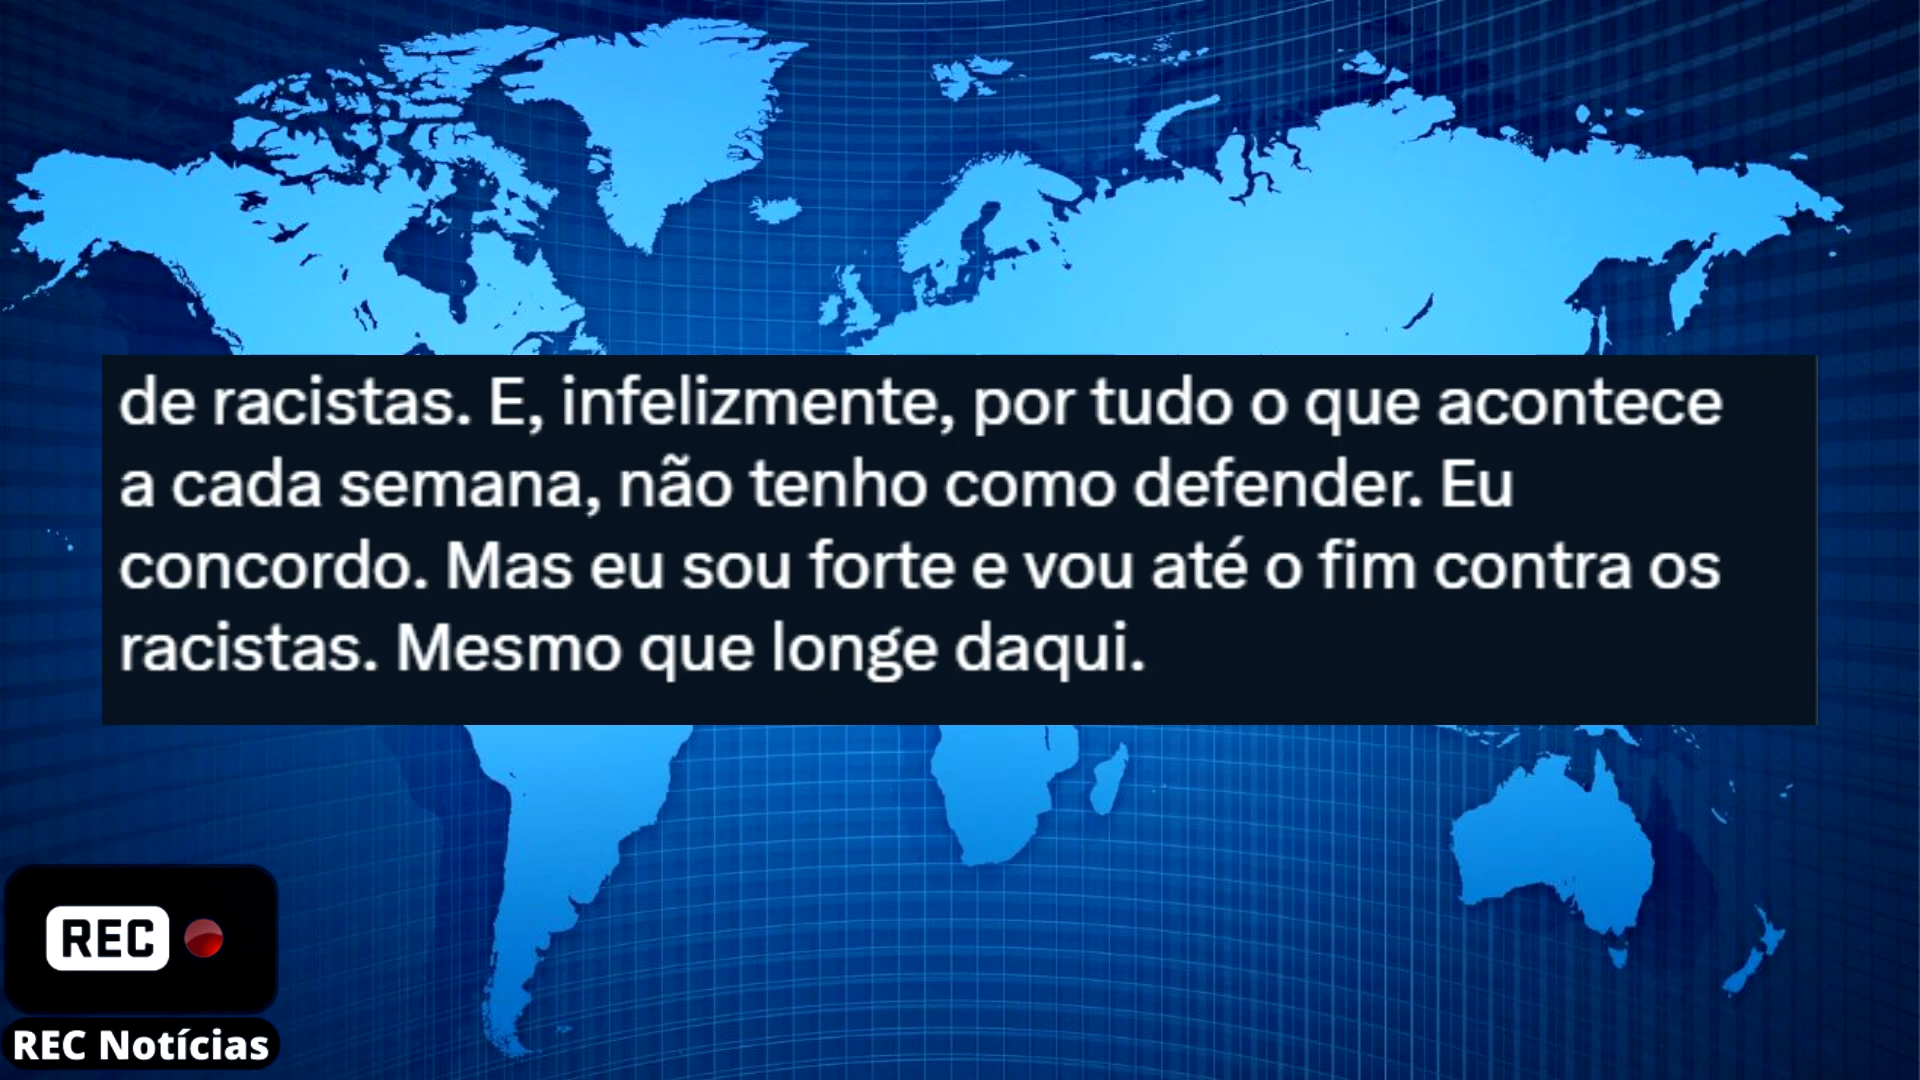 de racistas. E, infelizmente, por tudo o que acontece
a cada semana, não tenho como defender. Eu
concordo. Mas eu sou forte e vou até o fim contra os
racistas. Mesmo que longe daqui.
REC
REC Notícias